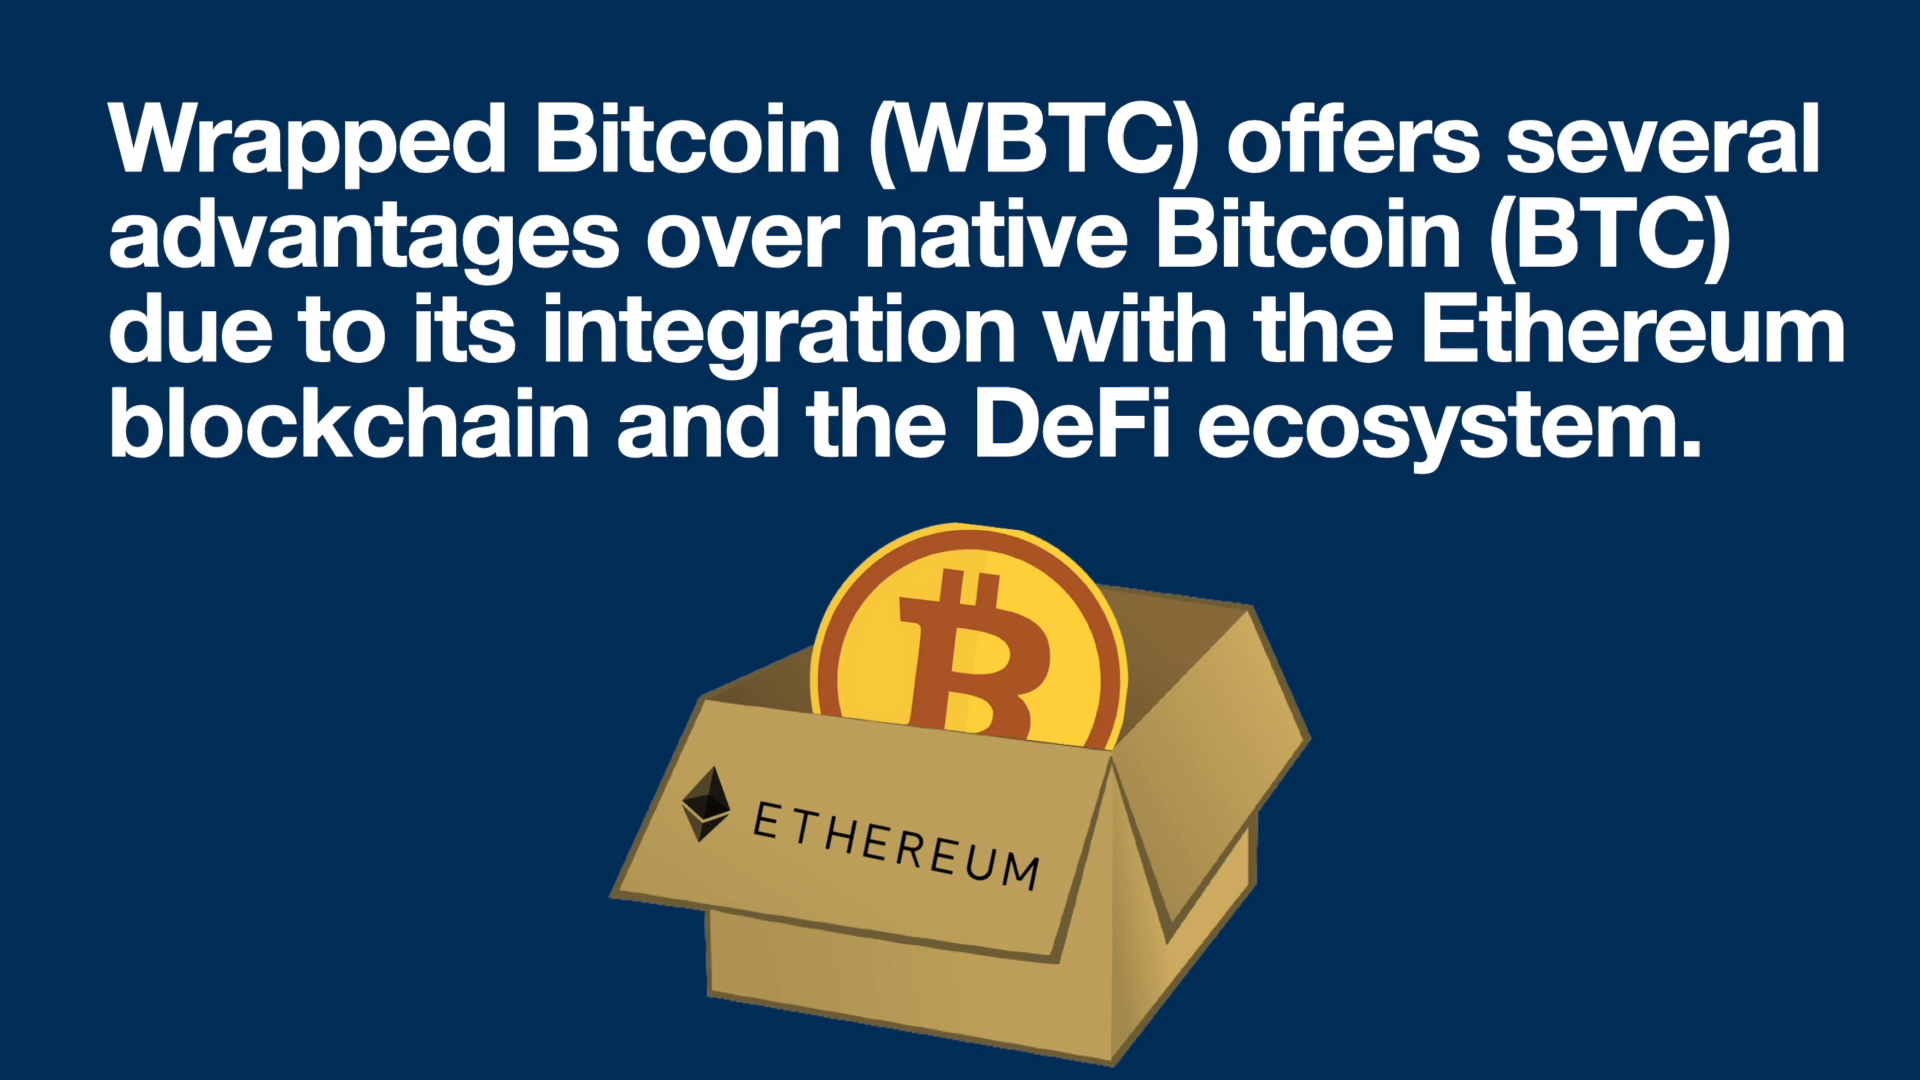 Wrapped Bitcoin (WBTC) offers several
advantages over native Bitcoin (BTC)
due to its integration with the Ethereum
blockchain and the DeFi ecosystem.
ETHEREUM